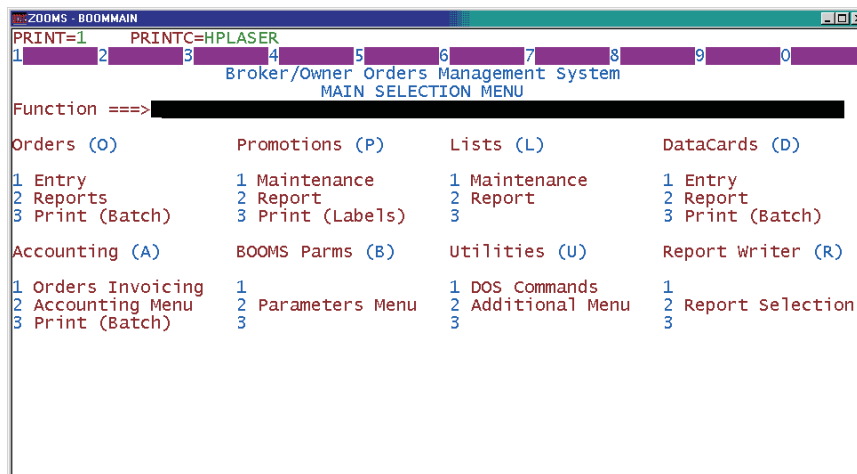 ZOOMS - BOOMMAIN
PRINT=1 PRINTC=HPLASER
1 2 3 4 5 6 7 8 9 0
Broker/Owner Orders Management System
MAIN SELECTION MENU
Function ===>
Orders (O) Promotions (P) Lists (L) DataCards (D)
1 Entry 1 Maintenance 1 Maintenance 1 Entry
2 Reports 2 Report 2 Report 2 Report
3 Print (Batch) 3 Print (Labels) 3 3 Print (Batch)
Accounting (A) BOOMS Parms (B) Utilities (U) Report Writer (R)
1 Orders Invoicing 1 1 DOS Commands 1
2 Accounting Menu 2 Parameters Menu 2 Additional Menu 2 Report Selection
3 Print (Batch) 3 3 3